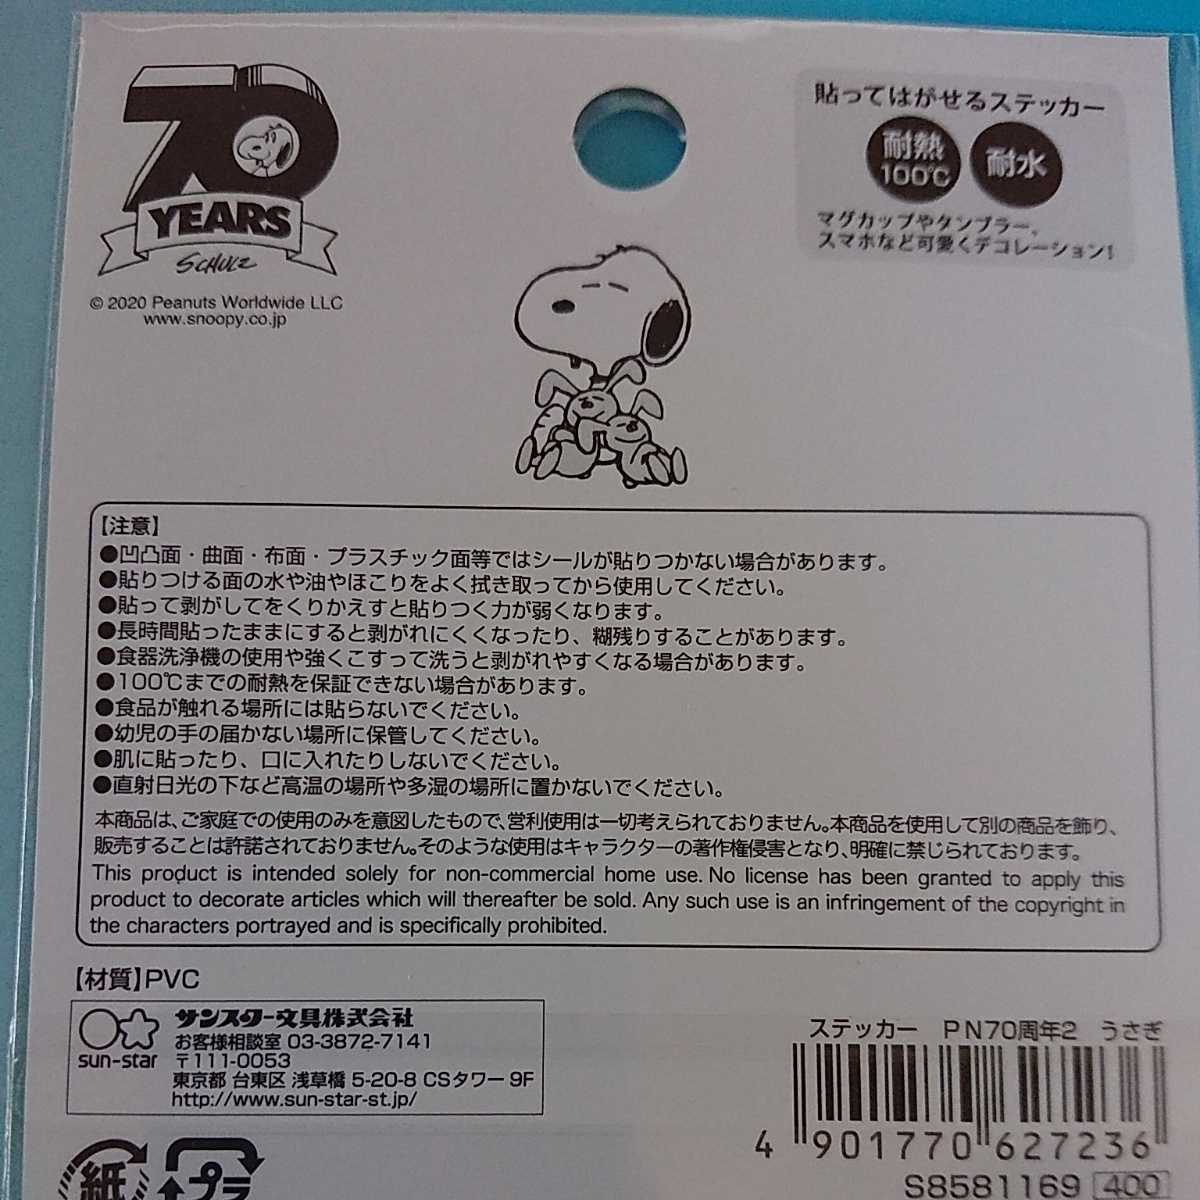 70
YEARS
SCHULZ
© 2020 Peanuts Worldwide LLC
www.snoopy.co.jp
貼ってはがせるステッカー
耐熱
100℃
耐水
マグカップやタンブラー、
スマホなど可愛くデコレーション!
【注意】
●凹凸面・曲面・布面・プラスチック面等ではシールが貼りつかない場合があります。
●貼りつける面の水や油やほこりをよく拭き取ってから使用してください。
●貼って剥がしてをくりかえすと貼りつく力が弱くなります。
●長時間貼ったままにすると剥がれにくくなったり、糊残りすることがあります。
●食器洗浄機の使用や強くこすって洗うと剥がれやすくなる場合があります。
●100℃までの耐熱を保証できない場合があります。
●食品が触れる場所には貼らないでください。
●幼児の手の届かない場所に保管してください。
●肌に貼ったり、口に入れたりしないでください。
●直射日光の下など高温の場所や多湿の場所に置かないでください。
本商品は、ご家庭での使用のみを意図したもので、営利使用は一切考えられておりません。本商品を使用して別の商品を飾り、
販売することは許諾されておりません。そのような使用はキャラクターの著作権侵害となり、明確に禁じられております。
This product is intended solely for non-commercial home use. No license has been granted to apply this
product to decorate articles which will thereafter be sold. Any such use is an infringement of the copyright in
the characters portrayed and is specifically prohibited.
【材質】PVC
sun-star
サンスター文具株式会社
お客様相談室 03-3872-7141
〒111-0053
東京都 台東区 浅草橋 5-20-8 CSタワー 9F
http://www.sun-star-st.jp/
ステッカー PN70周年2 うさぎ
4 901770 627236
S8581169 400
紙
プラ